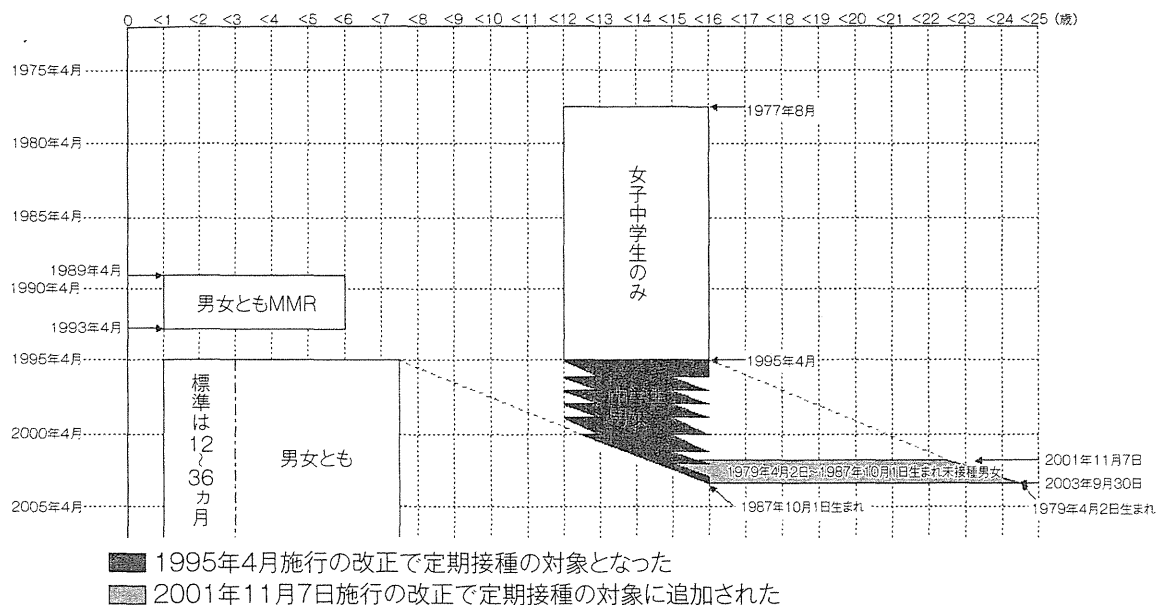 0 <1 <2 <3 <4 <5 <6 <7 <8 <9 <10 <11 <12 <13 <14 <15 <16 <17 <18 <19 <20 <21 <22 <23 <24 <25 (歳)
1975年4月
1977年8月
1980年4月
女子中学生のみ
1985年4月
1989年4月
1990年4月
男女ともMMR
1993年4月
1995年4月
1995年4月
標準は12〜36ヵ月
男女とも
2000年4月
2001年11月7日
1979年4月2日〜1987年10月1日生まれ未接種男女
2003年9月30日
2005年4月
1987年10月1日生まれ
1979年4月2日生まれ
1995年4月施行の改正で定期接種の対象となった
2001年11月7日施行の改正で定期接種の対象に追加された